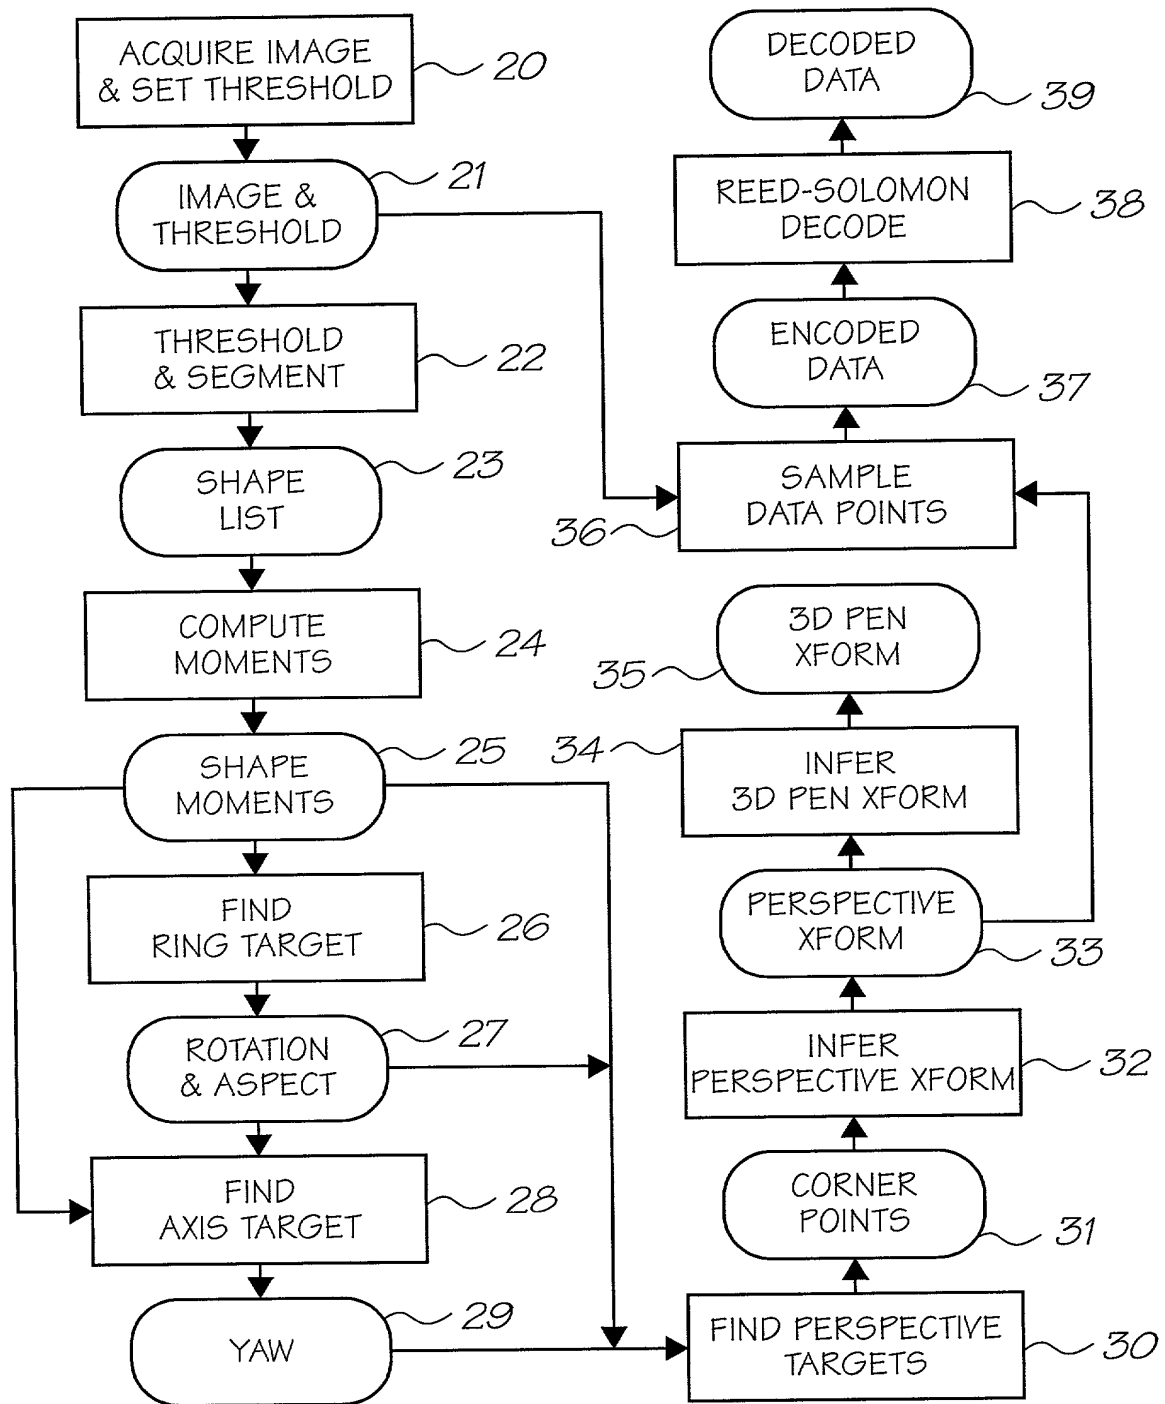 ACQUIRE IMAGE
& SET THRESHOLD
20
IMAGE &
THRESHOLD
21
THRESHOLD
& SEGMENT
22
SHAPE
LIST
23
COMPUTE
MOMENTS
24
SHAPE
MOMENTS
25
FIND
RING TARGET
26
ROTATION
& ASPECT
27
FIND
AXIS TARGET
28
YAW
29
DECODED
DATA
39
REED-SOLOMON
DECODE
38
ENCODED
DATA
37
SAMPLE
DATA POINTS
36
3D PEN
XFORM
35
34
INFER
3D PEN XFORM
PERSPECTIVE
XFORM
33
INFER
PERSPECTIVE XFORM
32
CORNER
POINTS
31
FIND PERSPECTIVE
TARGETS
30